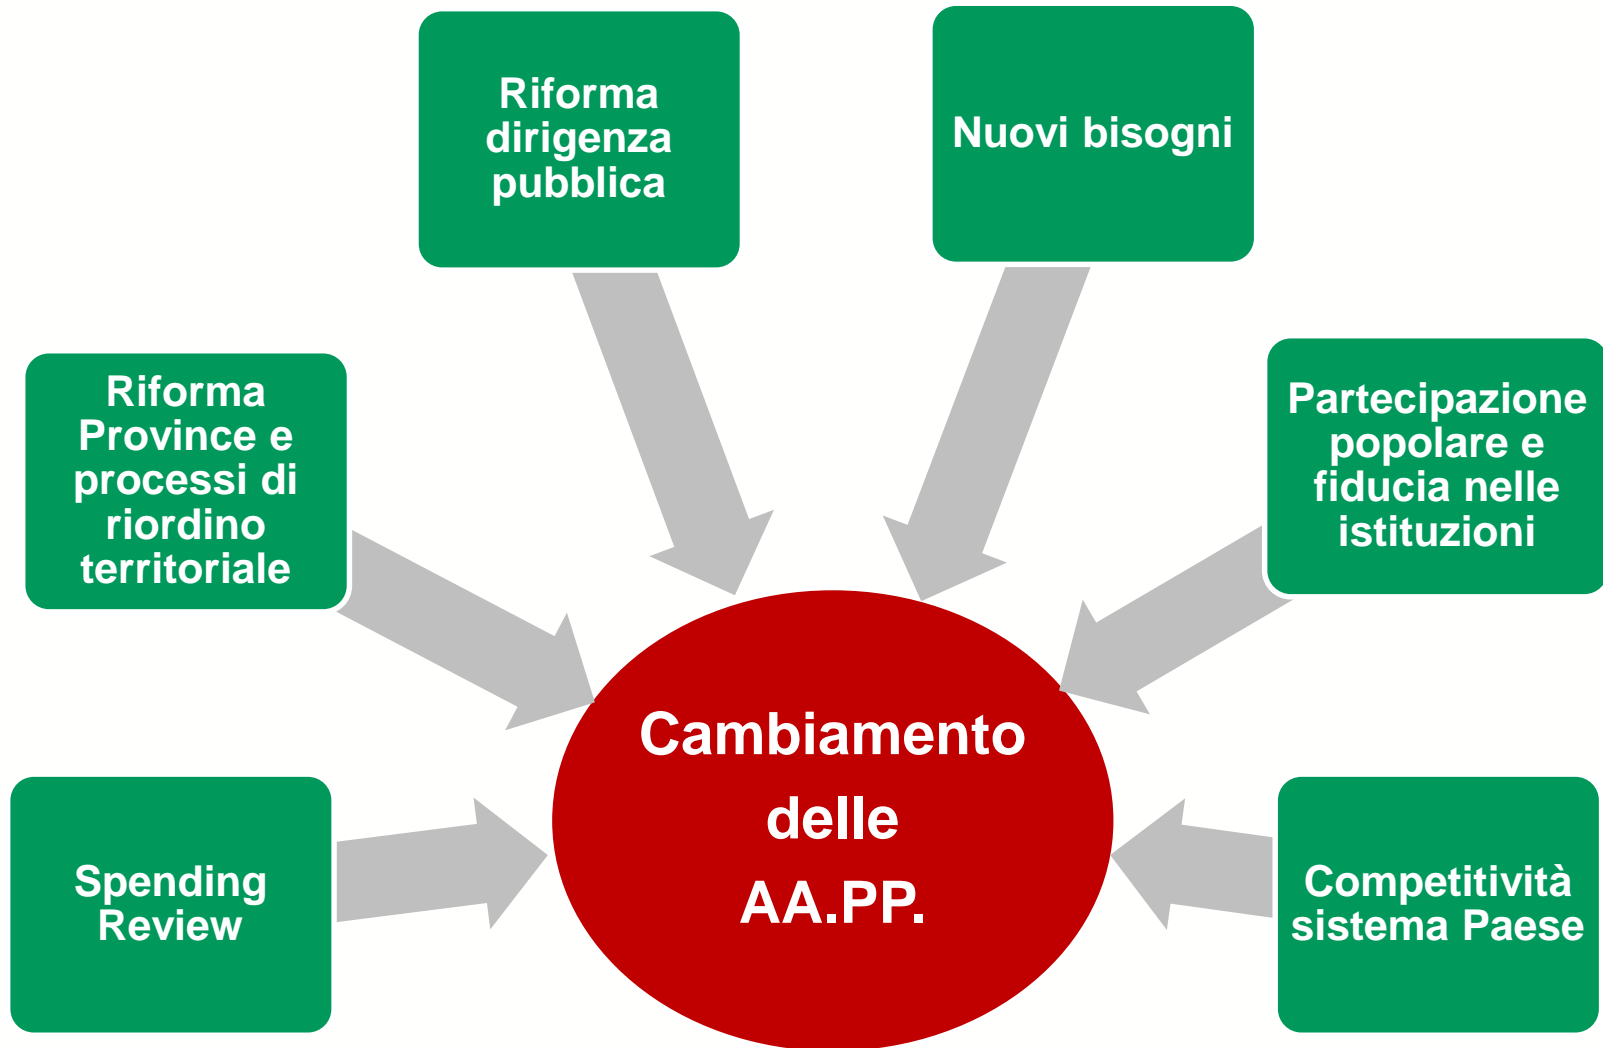 Riforma
dirigenza
pubblica
Nuovi bisogni
Riforma
Province e
processi di
riordino
territoriale
Partecipazione
popolare e
fiducia nelle
istituzioni
Spending
Review
Cambiamento
delle
AA.PP.
Competitività
sistema Paese